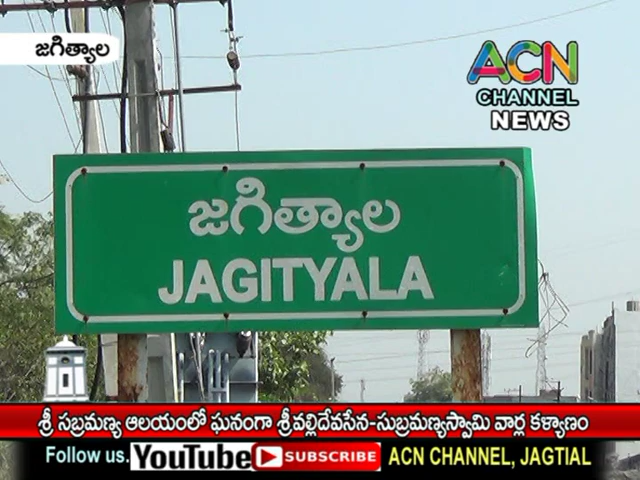 జగిత్యాల
ACN
CHANNEL
NEWS
జగిత్యాల
JAGITYALA
శ్రీ సబ్రమణ్య ఆలయంలో ఘనంగా శ్రీవల్లిదేవసేన-సుబ్రమణ్యస్వామి వార్ల కళ్యాణం
Follow us. YouTube SUBSCRIBE ACN CHANNEL, JAGTIAL